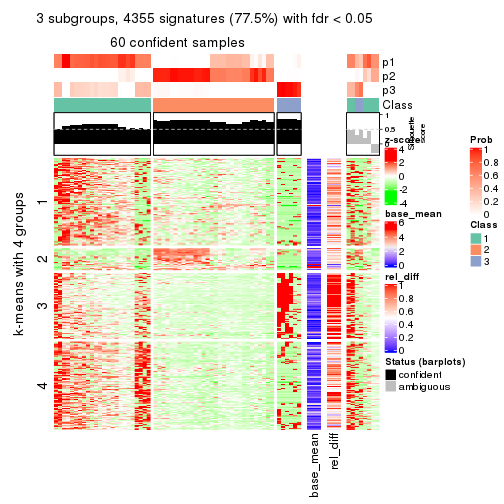 3 subgroups, 4355 signatures (77.5%) with fdr < 0.05
60 confident samples
p1
p2
p3
Class
1
0.5
0
Silhouette
score
k-means with 4 groups
1
2
3
4
base_mean
rel_diff
z-score
4
2
0
-2
-4
base_mean
6
4
2
0
rel_diff
1
0.8
0.6
0.4
0.2
0
Status (barplots)
confident
ambiguous
Prob
1
0.8
0.6
0.4
0.2
0
Class
1
2
3